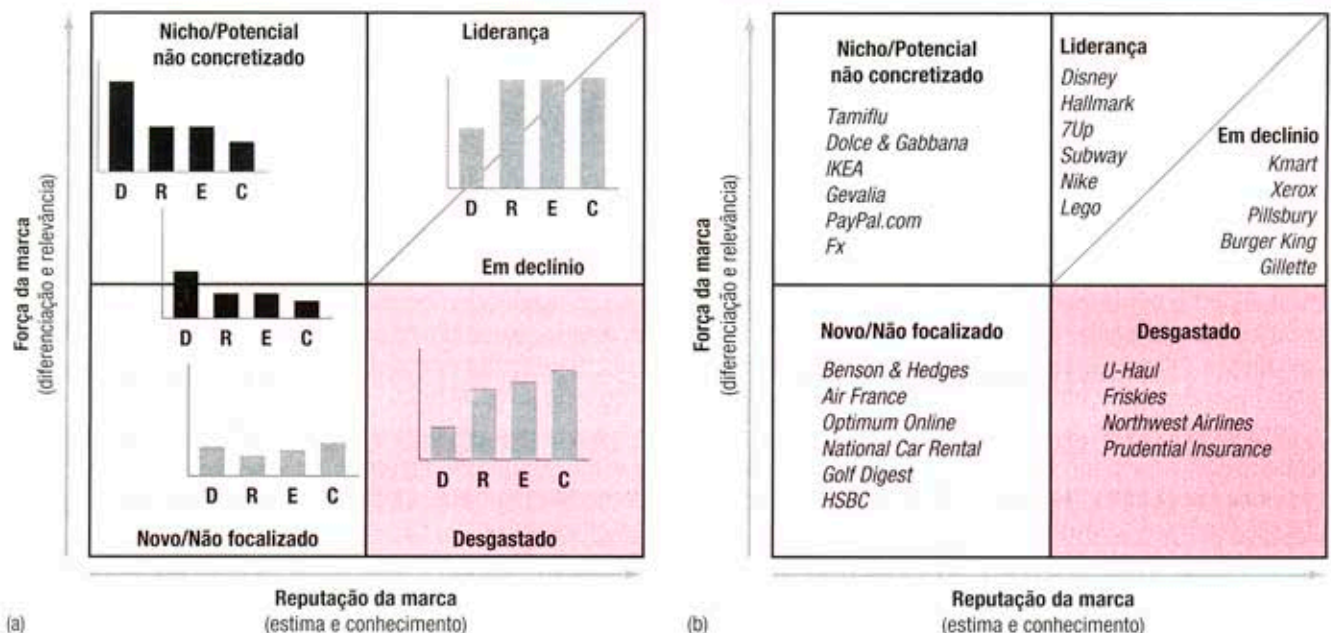 Força da marca
(diferenciação e relevância)
Nicho/Potencial
não concretizado
D R E C
D R E C
D R E C
Novo/Não focalizado
Liderança
D R E C
Em declínio
D R E C
Desgastado
Reputação da marca
(estima e conhecimento)
(a)
Força da marca
(diferenciação e relevância)
Nicho/Potencial
não concretizado
Tamiflu
Dolce & Gabbana
IKEA
Gevalia
PayPal.com
Fx
Liderança
Disney
Hallmark
7Up
Subway
Nike
Lego
Em declínio
Kmart
Xerox
Pillsbury
Burger King
Gillette
Novo/Não focalizado
Benson & Hedges
Air France
Optimum Online
National Car Rental
Golf Digest
HSBC
Desgastado
U-Haul
Friskies
Northwest Airlines
Prudential Insurance
Reputação da marca
(estima e conhecimento)
(b)